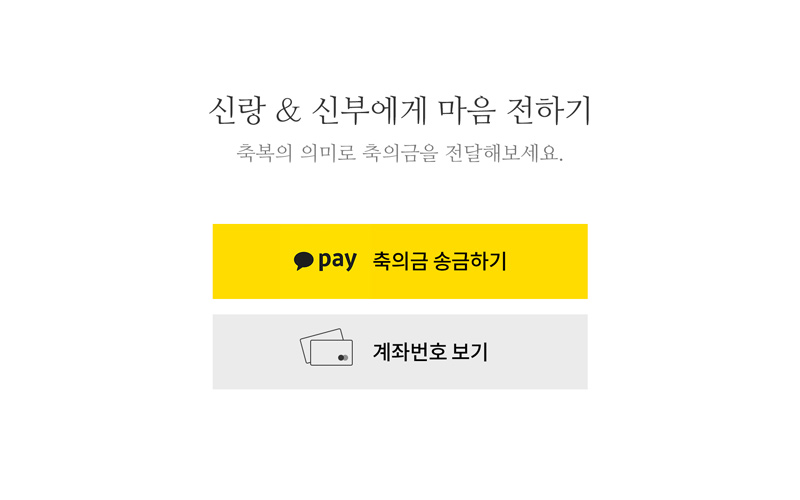 신랑 & 신부에게 마음 전하기
축복의 의미로 축의금을 전달해보세요.
pay 축의금 송금하기
계좌번호 보기